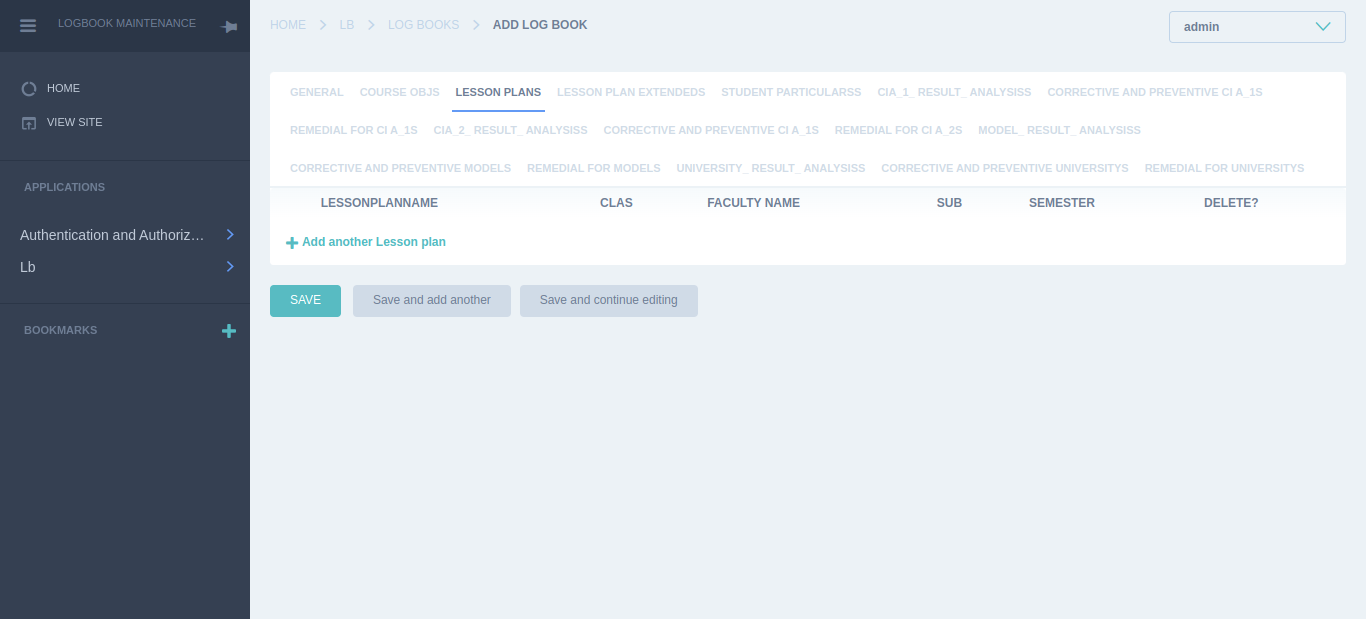 LOGBOOK MAINTENANCE
HOME
VIEW SITE
APPLICATIONS
Authentication and Authoriz…
Lb
BOOKMARKS
HOME LB LOG BOOKS ADD LOG BOOK
admin
GENERAL COURSE OBJS LESSON PLANS LESSON PLAN EXTENDEDS STUDENT PARTICULARSS CIA_1_ RESULT_ ANALYSISS CORRECTIVE AND PREVENTIVE CI A_1S
REMEDIAL FOR CI A_1S CIA_2_ RESULT_ ANALYSISS CORRECTIVE AND PREVENTIVE CI A_1S REMEDIAL FOR CI A_2S MODEL_ RESULT_ ANALYSISS
CORRECTIVE AND PREVENTIVE MODELS REMEDIAL FOR MODELS UNIVERSITY_ RESULT_ ANALYSISS CORRECTIVE AND PREVENTIVE UNIVERSITYS REMEDIAL FOR UNIVERSITYS
LESSONPLANNAME CLAS FACULTY NAME SUB SEMESTER DELETE?
Add another Lesson plan
SAVE Save and add another Save and continue editing